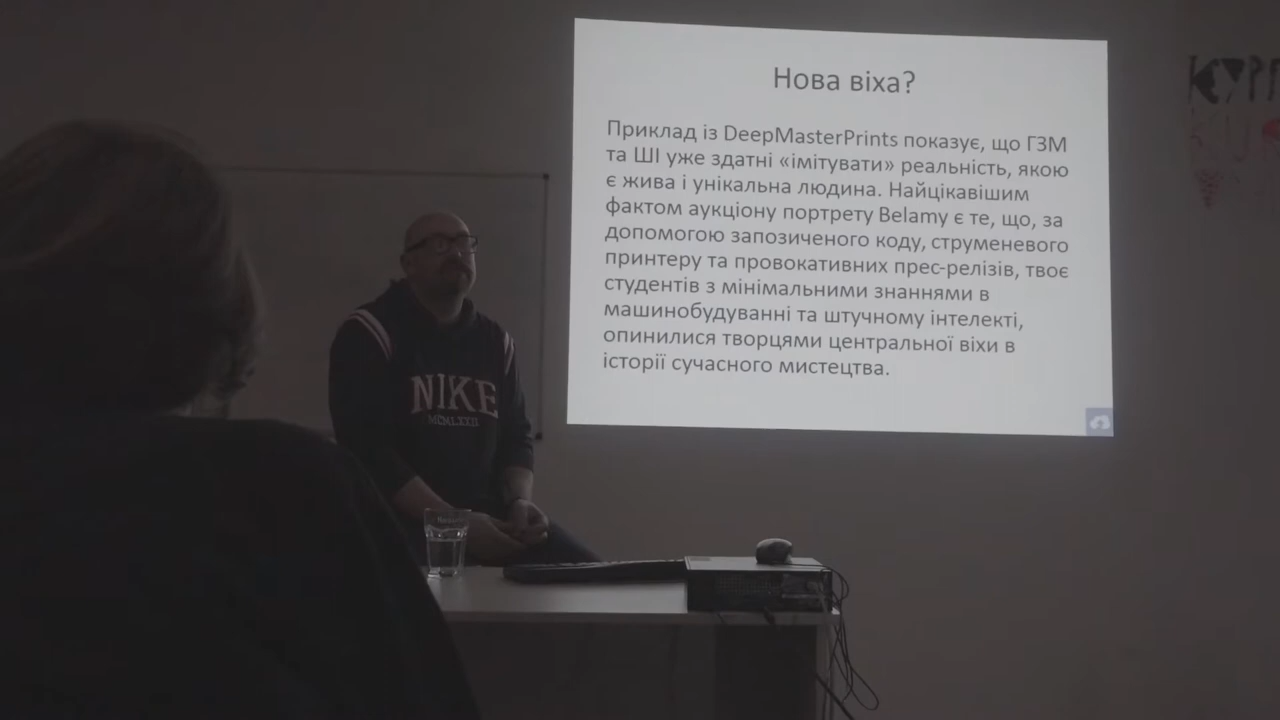 Нова віха?
Приклад із DeepMasterPrints показує, що ГЗМ
та ШІ уже здатні «імітувати» реальність, якою
є жива і унікальна людина. Найцікавішим
фактом аукціону портрету Belamy є те, що, за
допомогою запозиченого коду, струменевого
принтеру та провокативних прес-релізів, твоє
студентів з мінімальними знаннями в
машинобудуванні та штучному інтелекті,
опинилися творцями центральної віхи в
історії сучасного мистецтва.
NIKE
MCMLXXII